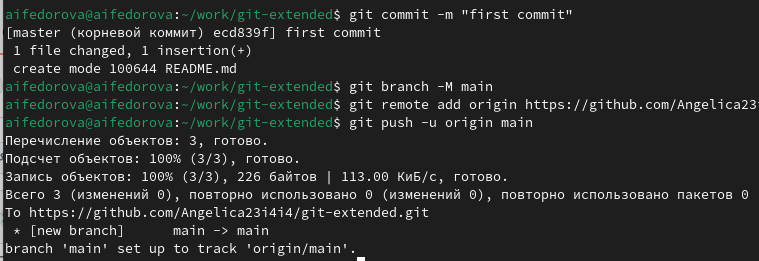 aifedorova@aifedorova:~/work/git-extended$ git commit -m "first commit"
[master (корневой коммит) ecd839f] first commit
 1 file changed, 1 insertion(+)
 create mode 100644 README.md
aifedorova@aifedorova:~/work/git-extended$ git branch -M main
aifedorova@aifedorova:~/work/git-extended$ git remote add origin https://github.com/Angelica23
aifedorova@aifedorova:~/work/git-extended$ git push -u origin main
Перечисление объектов: 3, готово.
Подсчет объектов: 100% (3/3), готово.
Запись объектов: 100% (3/3), 226 байтов | 113.00 КиБ/с, готово.
Всего 3 (изменений 0), повторно использовано 0 (изменений 0), повторно использовано пакетов 0
To https://github.com/Angelica23i4i4/git-extended.git
 * [new branch]      main -> main
branch 'main' set up to track 'origin/main'.